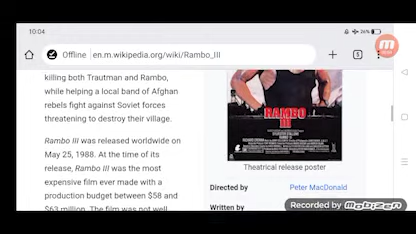 10:04
26%
Offline
en.m.wikipedia.org/wiki/Rambo_III
5
killing both Trautman and Rambo,
while helping a local band of Afghan
rebels fight against Soviet forces
threatening to destroy their village.
Rambo III was released worldwide on
May 25, 1988. At the time of its
release, Rambo III was the most
expensive film ever made with a
production budget between $58 and
$63 million. The film was not well
RAMBO
III
Theatrical release poster
Directed by
Peter MacDonald
Written by
Recorded by mobizen